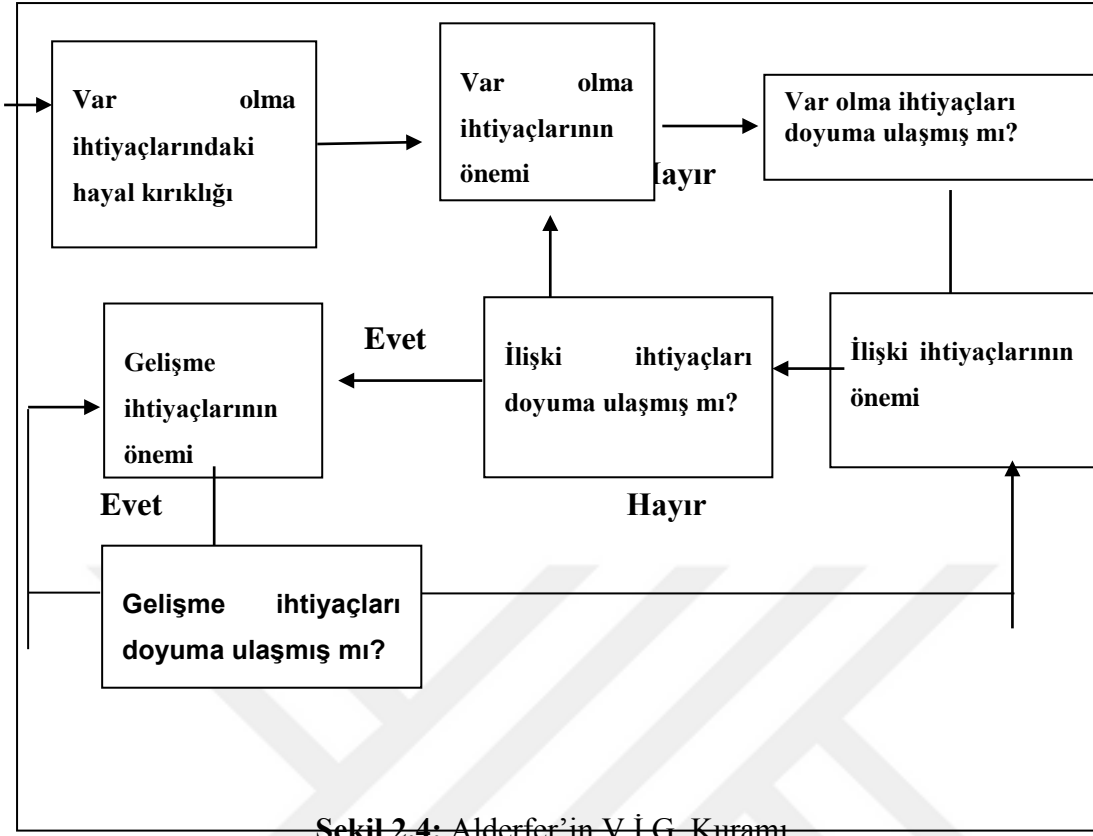 Var olma
ihtiyaçlarındaki
hayal kırıklığı
Var olma
ihtiyaçlarının
önemi
Var olma ihtiyaçları
doyuma ulaşmış mı?
Hayır
Gelişme
ihtiyaçlarının
önemi
Evet
İlişki ihtiyaçları
doyuma ulaşmış mı?
İlişki ihtiyaçlarının
önemi
Evet
Hayır
Gelişme ihtiyaçları
doyuma ulaşmış mı?
Şekil 2.4: Alderfer’in V.İ.G. Kuramı